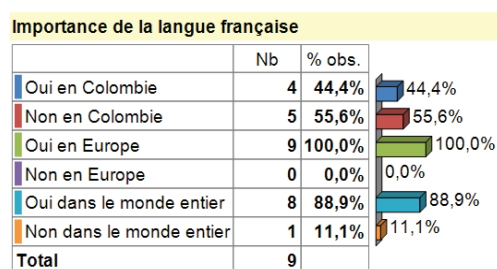 Importance de la langue française
Nb % obs.
Oui en Colombie 4 44,4% 44,4%
Non en Colombie 5 55,6% 55,6%
Oui en Europe 9 100,0% 100,0%
Non en Europe 0 0,0% 0,0%
Oui dans le monde entier 8 88,9% 88,9%
Non dans le monde entier 1 11,1% 11,1%
Total 9